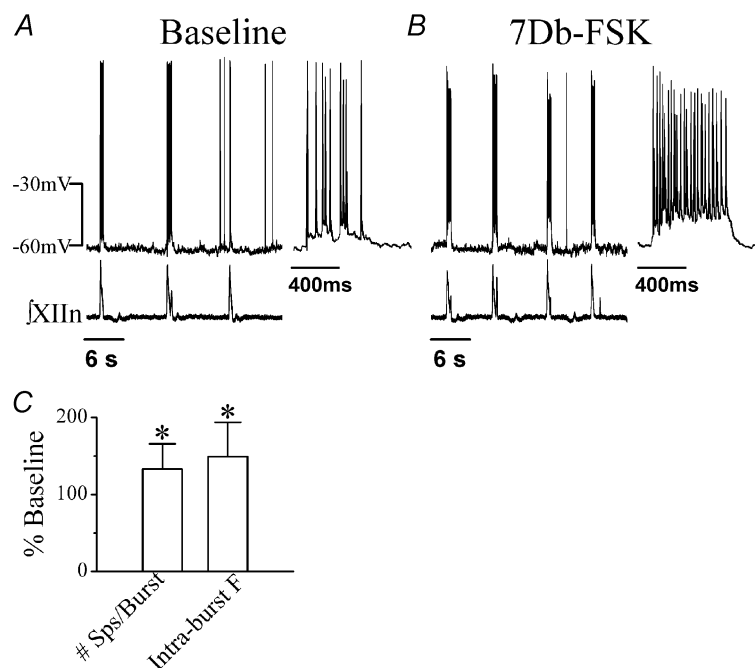 A
Baseline
B
7Db-FSK
-30mV
-60mV
400ms
400ms
∫XIIn
6 s
6 s
C
200
*
*
100
0
% Baseline
# Sps/Burst
Intra-burst F